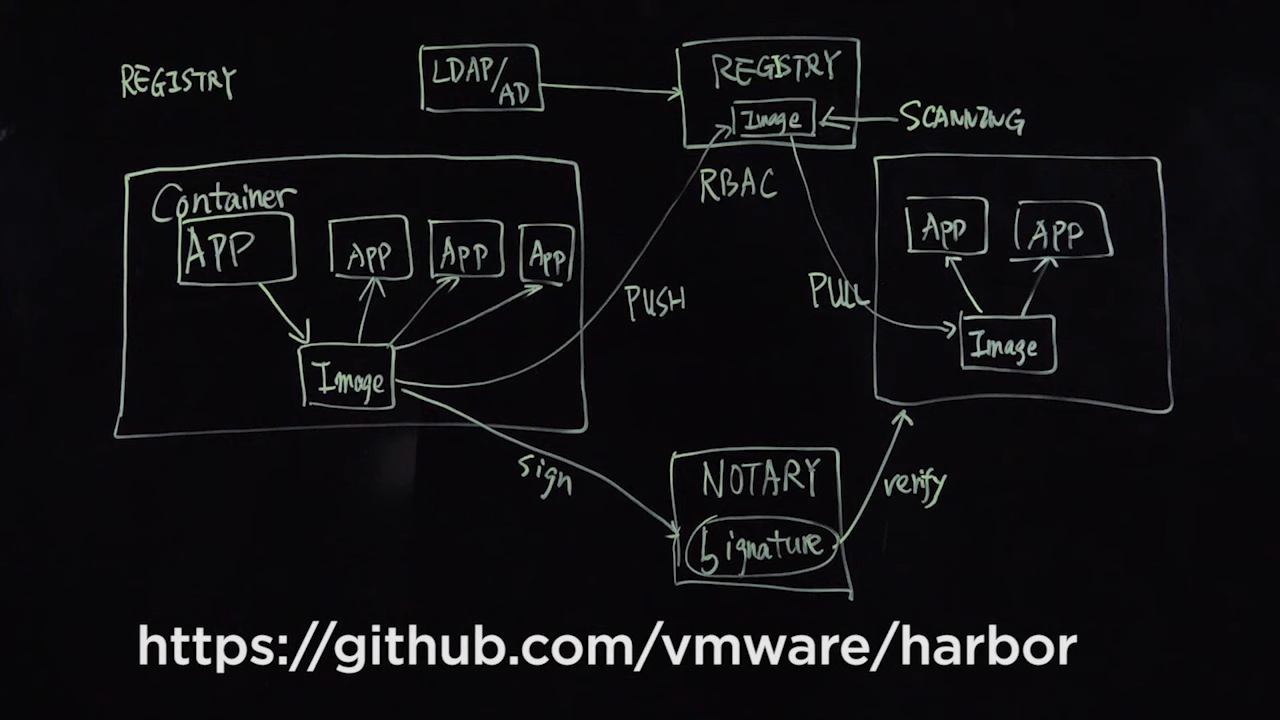 REGISTRY
LDAP/AD
REGISTRY
Image
SCANNING
RBAC
Container
APP
APP
APP
App
Image
PUSH
PULL
App
APP
Image
sign
NOTARY
Signature
verify
https://github.com/vmware/harbor